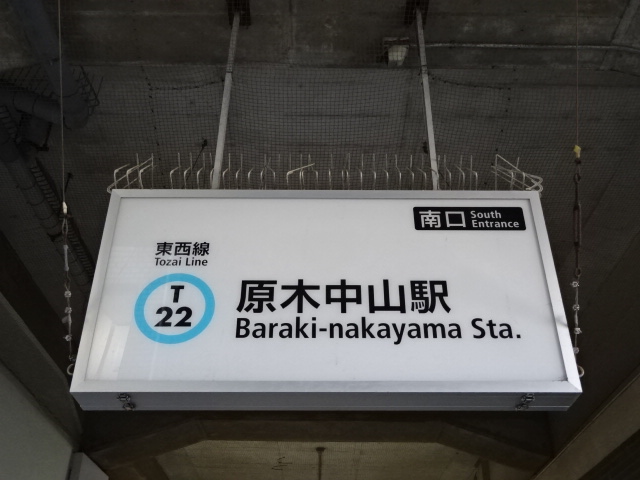 南口 South Entrance
東西線
Tozai Line
T
22
原木中山駅
Baraki-nakayama Sta.